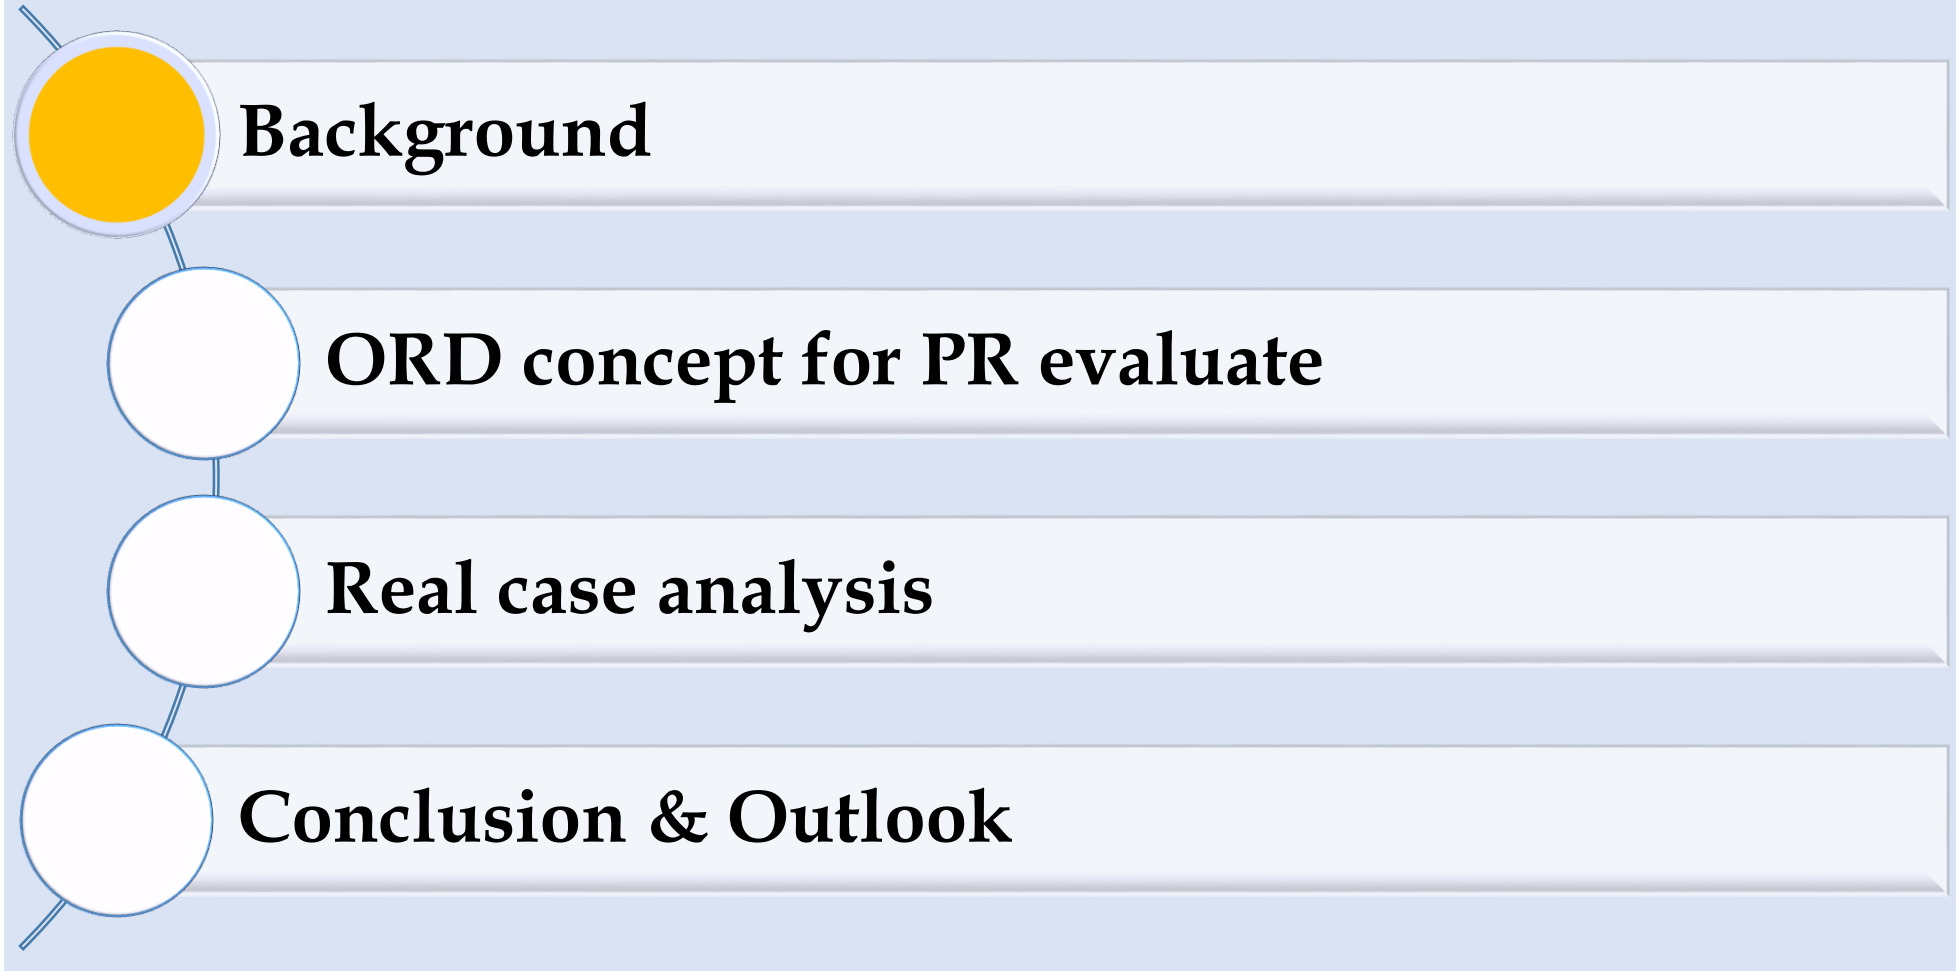 Background
ORD concept for PR evaluate
Real case analysis
Conclusion & Outlook